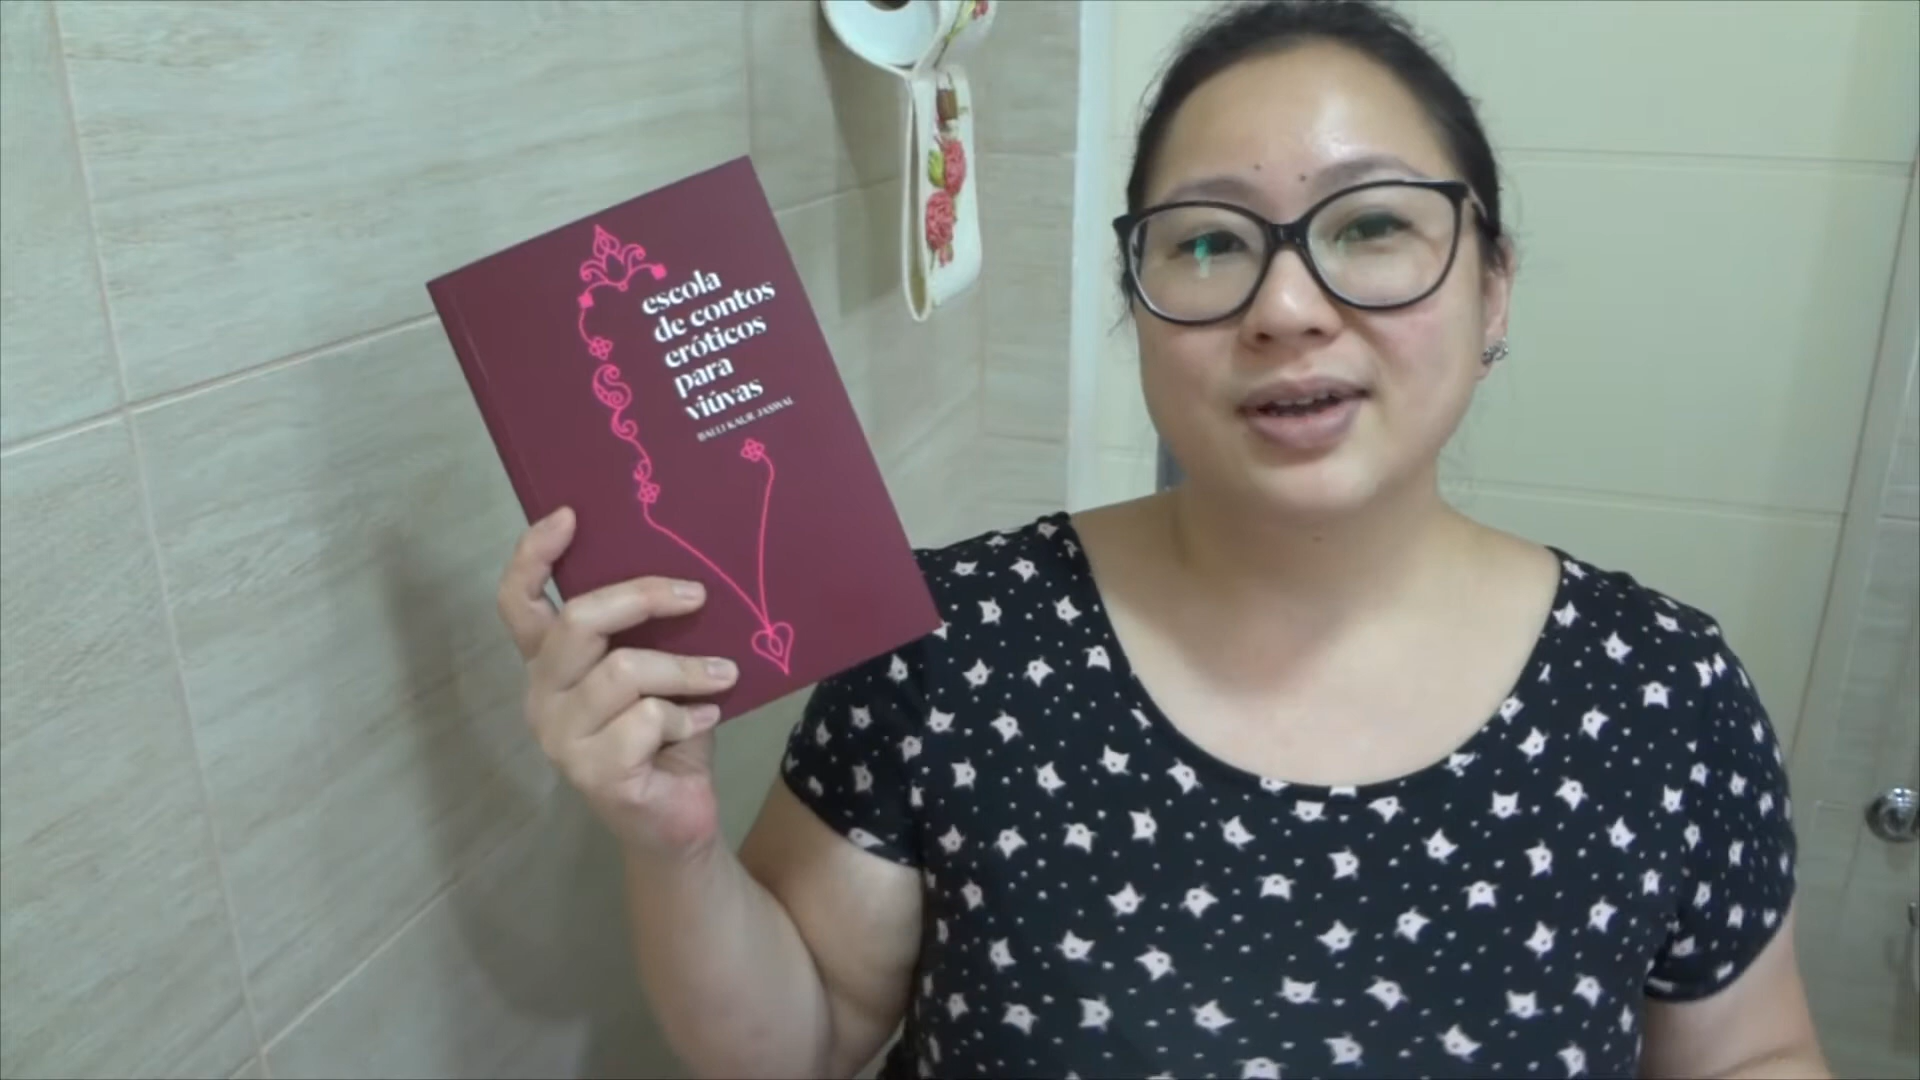 escola
de contos
eróticos
para
viúvas
BALLI KAUR JASWAL